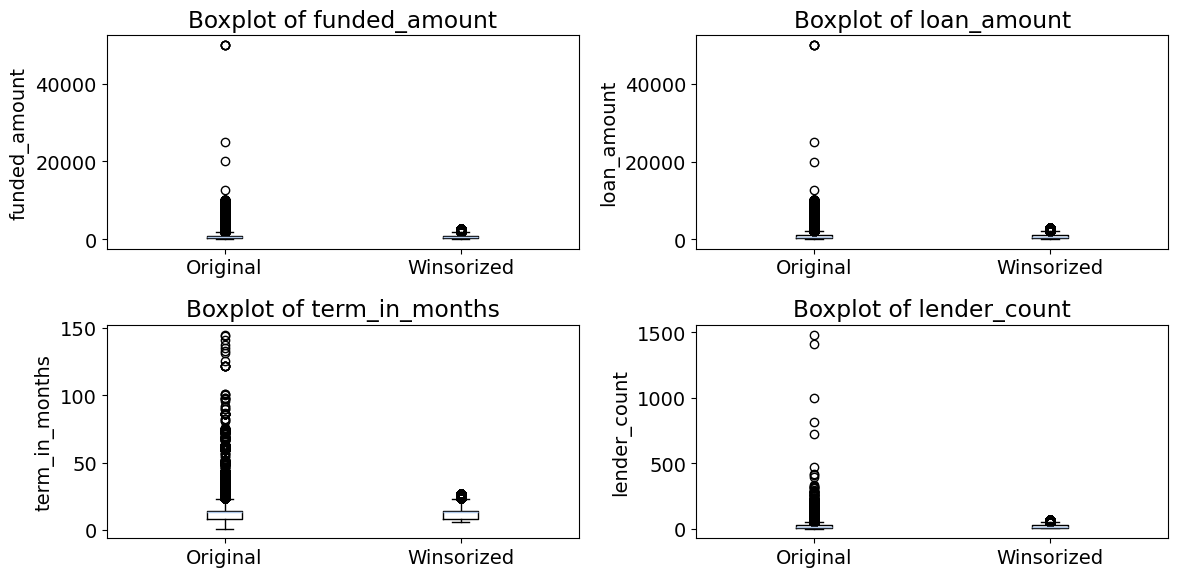 Boxplot of funded_amount
funded_amount
40000
20000
0
Original
Winsorized
Boxplot of loan_amount
loan_amount
40000
20000
0
Original
Winsorized
Boxplot of term_in_months
term_in_months
150
100
50
0
Original
Winsorized
Boxplot of lender_count
lender_count
1500
1000
500
0
Original
Winsorized